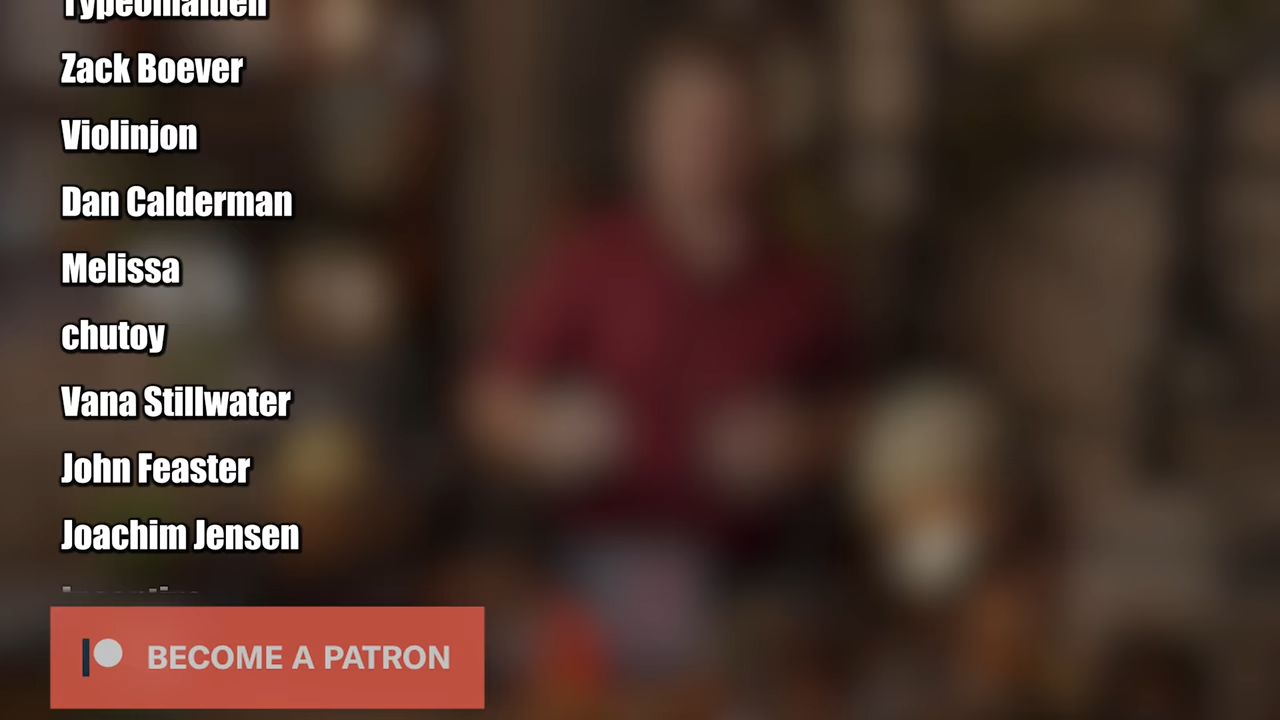 Zack Boever
Violinjon
Dan Calderman
Melissa
chutoy
Vana Stillwater
John Feaster
Joachim Jensen
BECOME A PATRON